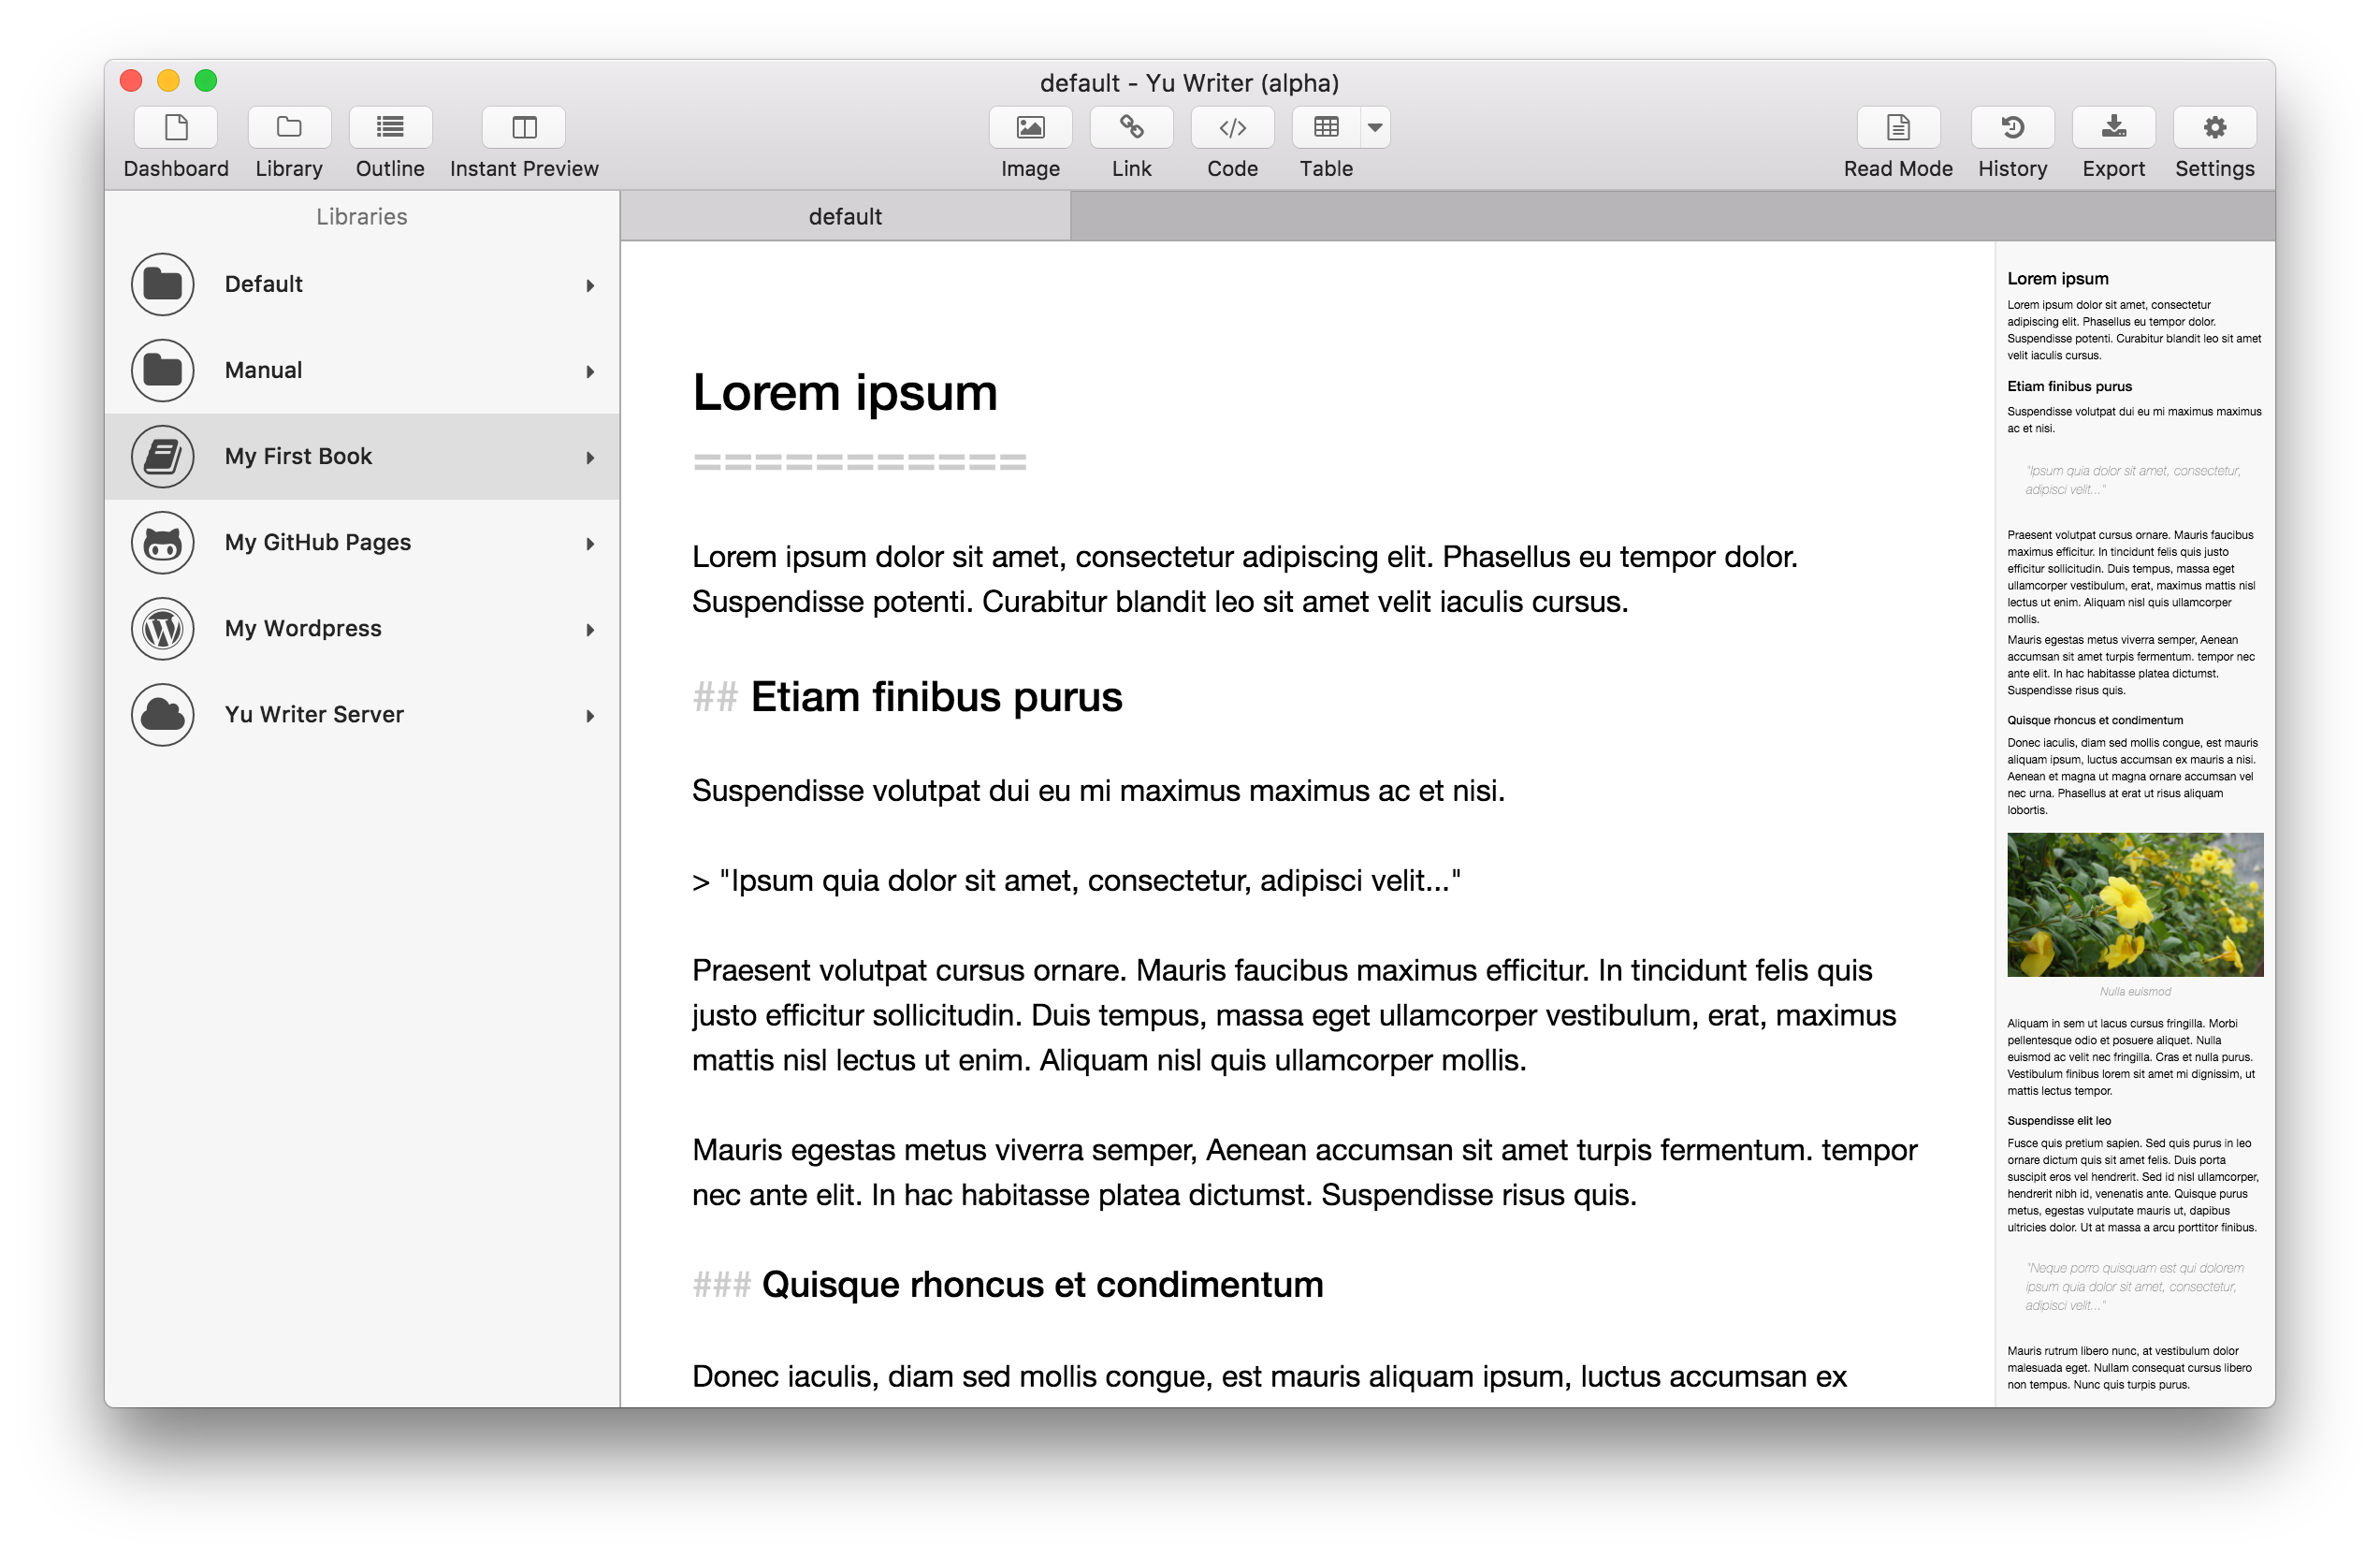 default - Yu Writer (alpha)
Dashboard
Library
Outline
Instant Preview
Image
Link
Code
Table
Read Mode
History
Export
Settings
Libraries
Default
Manual
My First Book
My GitHub Pages
My Wordpress
Yu Writer Server
default
Lorem ipsum
===========
Lorem ipsum dolor sit amet, consectetur adipiscing elit. Phasellus eu tempor dolor.
Suspendisse potenti. Curabitur blandit leo sit amet velit iaculis cursus.
## Etiam finibus purus
Suspendisse volutpat dui eu mi maximus maximus ac et nisi.
> "Ipsum quia dolor sit amet, consectetur, adipisci velit..."
Praesent volutpat cursus ornare. Mauris faucibus maximus efficitur. In tincidunt felis quis
justo efficitur sollicitudin. Duis tempus, massa eget ullamcorper vestibulum, erat, maximus
mattis nisl lectus ut enim. Aliquam nisl quis ullamcorper mollis.
Mauris egestas metus viverra semper, Aenean accumsan sit amet turpis fermentum. tempor
nec ante elit. In hac habitasse platea dictumst. Suspendisse risus quis.
### Quisque rhoncus et condimentum
Donec iaculis, diam sed mollis congue, est mauris aliquam ipsum, luctus accumsan ex
Lorem ipsum
Lorem ipsum dolor sit amet, consectetur
adipiscing elit. Phasellus eu tempor dolor.
Suspendisse potenti. Curabitur blandit leo sit amet
velit iaculis cursus.
Etiam finibus purus
Suspendisse volutpat dui eu mi maximus maximus
ac et nisi.
"Ipsum quia dolor sit amet, consectetur,
adipisci velit..."
Praesent volutpat cursus ornare. Mauris faucibus
maximus efficitur. In tincidunt felis quis justo
efficitur sollicitudin. Duis tempus, massa eget
ullamcorper vestibulum, erat, maximus mattis nisl
lectus ut enim. Aliquam nisl quis ullamcorper
mollis.
Mauris egestas metus viverra semper, Aenean
accumsan sit amet turpis fermentum. tempor nec
ante elit. In hac habitasse platea dictumst.
Suspendisse risus quis.
Quisque rhoncus et condimentum
Donec iaculis, diam sed mollis congue, est mauris
aliquam ipsum, luctus accumsan ex mauris a nisi.
Aenean et magna ut magna ornare accumsan vel
nec urna. Phasellus at erat ut risus aliquam
lobortis.
Nulla euismod
Aliquam in sem ut lacus cursus fringilla. Morbi
pellentesque odio et posuere aliquet. Nulla
euismod ac velit nec fringilla. Cras et nulla purus.
Vestibulum finibus lorem sit amet mi dignissim, ut
mattis lectus tempor.
Suspendisse elit leo
Fusce quis pretium sapien. Sed quis purus in leo
ornare dictum quis sit amet felis. Duis porta
suscipit eros vel hendrerit. Sed id nisl ullamcorper,
hendrerit nibh id, venenatis ante. Quisque purus
metus, egestas vulputate mauris ut, dapibus
ultricies dolor. Ut at massa a arcu porttitor finibus.
"Neque porro quisquam est qui dolorem
ipsum quia dolor sit amet, consectetur,
adipisci velit..."
Mauris rutrum libero nunc, at vestibulum dolor
malesuada eget. Nullam consequat cursus libero
non tempus. Nunc quis turpis purus.